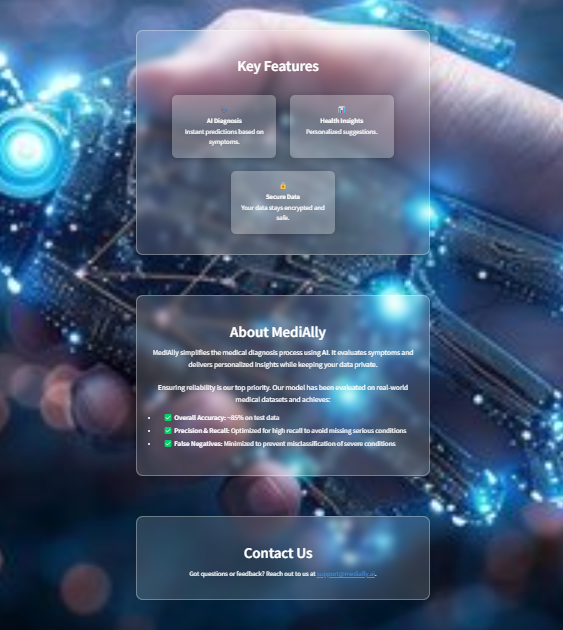 Key Features
AI Diagnosis
Instant predictions based on
symptoms.
Health Insights
Personalized suggestions.
Secure Data
Your data stays encrypted and
safe.
About MediAlly
MediAlly simplifies the medical diagnosis process using AI. It evaluates symptoms and
delivers personalized insights while keeping your data private.
Ensuring reliability is our top priority. Our model has been evaluated on real-world
medical datasets and achieves:
• ✅ Overall Accuracy: ~85% on test data
• ✅ Precision & Recall: Optimized for high recall to avoid missing serious conditions
• ✅ False Negatives: Minimized to prevent misclassification of severe conditions
Contact Us
Got questions or feedback? Reach out to us at support@medially.ai.